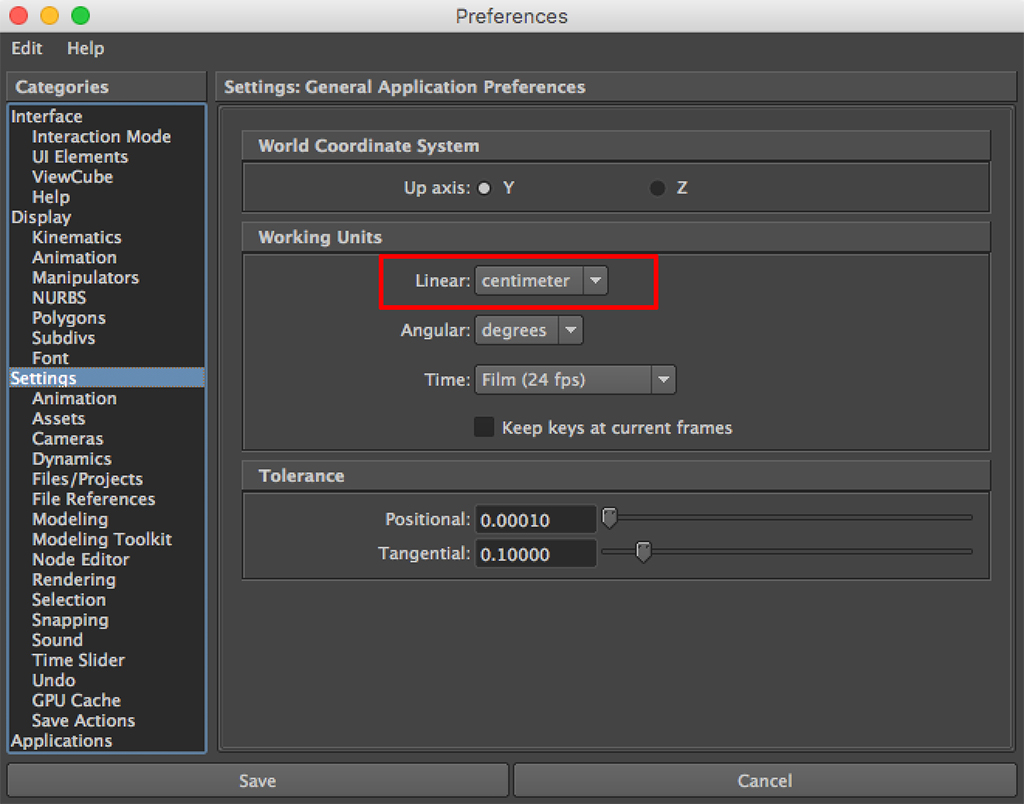 Preferences
Edit Help
Categories
Interface
Interaction Mode
UI Elements
ViewCube
Help
Display
Kinematics
Animation
Manipulators
NURBS
Polygons
Subdivs
Font
Settings
Animation
Assets
Cameras
Dynamics
Files/Projects
File References
Modeling
Modeling Toolkit
Node Editor
Rendering
Selection
Snapping
Sound
Time Slider
Undo
GPU Cache
Save Actions
Applications
Settings: General Application Preferences
World Coordinate System
Up axis: Y Z
Working Units
Linear: centimeter
Angular: degrees
Time: Film (24 fps)
Keep keys at current frames
Tolerance
Positional: 0.00010
Tangential: 0.10000
Save Cancel